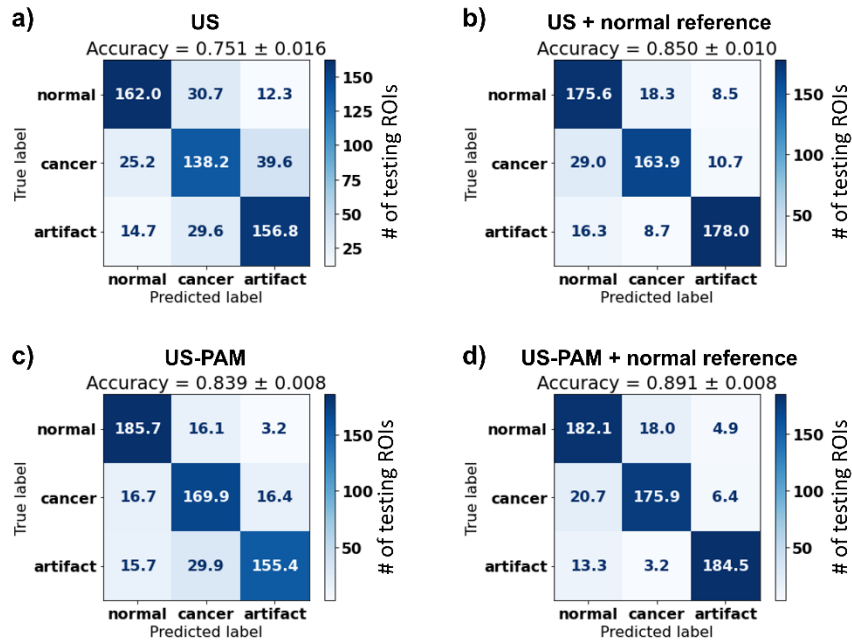 a)
US
Accuracy = 0.751 ± 0.016
True label
normal
162.0
30.7
12.3
cancer
25.2
138.2
39.6
artifact
14.7
29.6
156.8
normal cancer artifact
Predicted label
150
125
100
75
50
25
# of testing ROIs
b)
US + normal reference
Accuracy = 0.850 ± 0.010
True label
normal
175.6
18.3
8.5
cancer
29.0
163.9
10.7
artifact
16.3
8.7
178.0
normal cancer artifact
Predicted label
150
100
50
# of testing ROIs
c)
US-PAM
Accuracy = 0.839 ± 0.008
True label
normal
185.7
16.1
3.2
cancer
16.7
169.9
16.4
artifact
15.7
29.9
155.4
normal cancer artifact
Predicted label
150
100
50
# of testing ROIs
d)
US-PAM + normal reference
Accuracy = 0.891 ± 0.008
True label
normal
182.1
18.0
4.9
cancer
20.7
175.9
6.4
artifact
13.3
3.2
184.5
normal cancer artifact
Predicted label
150
100
50
# of testing ROIs